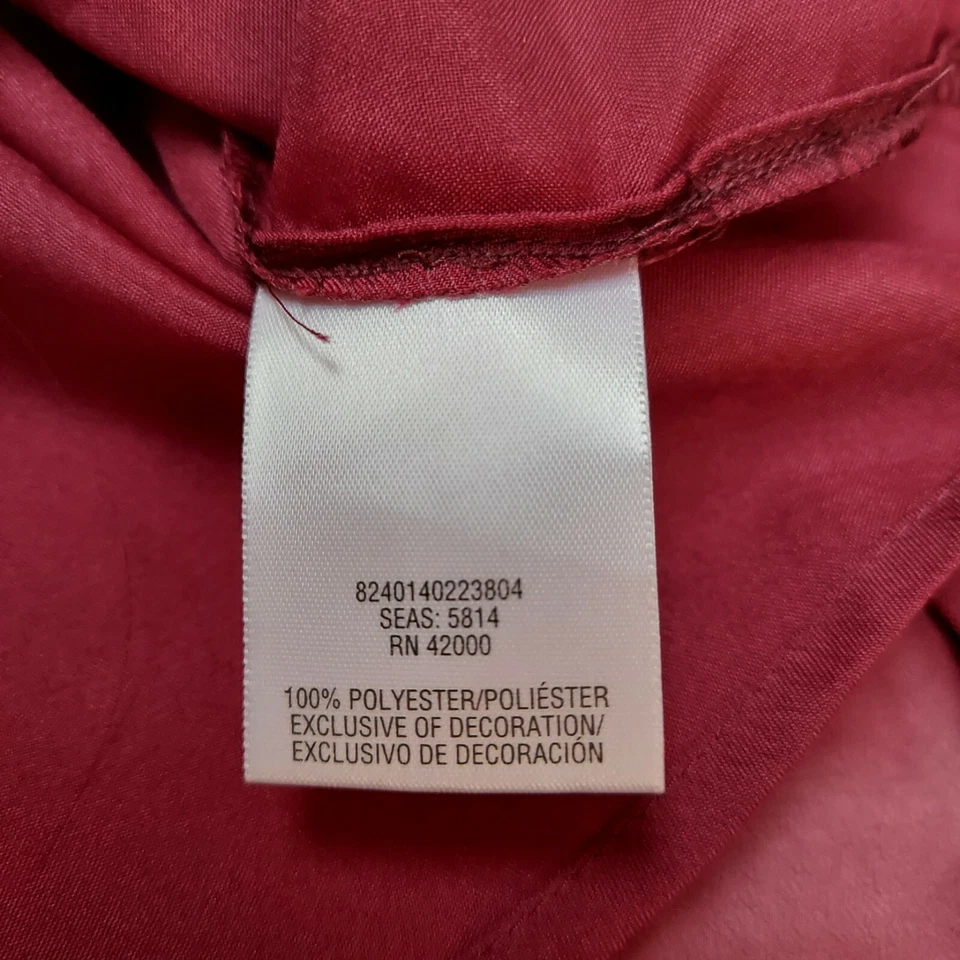 8240140223804
SEAS: 5814
RN 42000
100% POLYESTER/POLIÉSTER
EXCLUSIVE OF DECORATION/
EXCLUSIVO DE DECORACIÓN